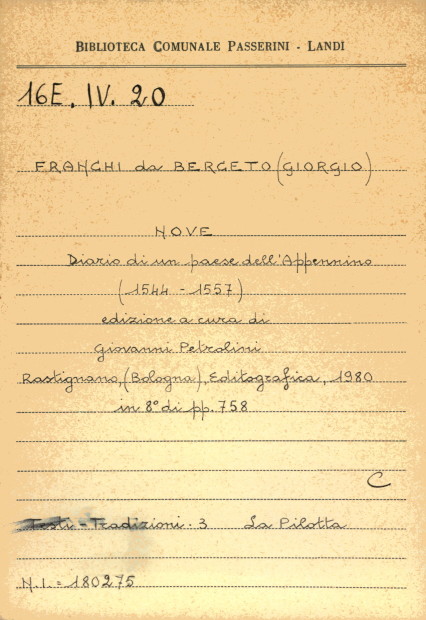 BIBLIOTECA COMUNALE PASSERINI - LANDI
16E. IV. 20
FRANCHI da BERCETO (GIORGIO)
NOVE
Diario di un paese dell'Appennino
(1544 - 1557)
edizione a cura di
Giovanni Petrolini
Rastignano, (Bologna), Editografica, 1980
in 8° di pp. 758
C
Testi - Tradizioni. 3 La Pilotta
N.I. = 180275